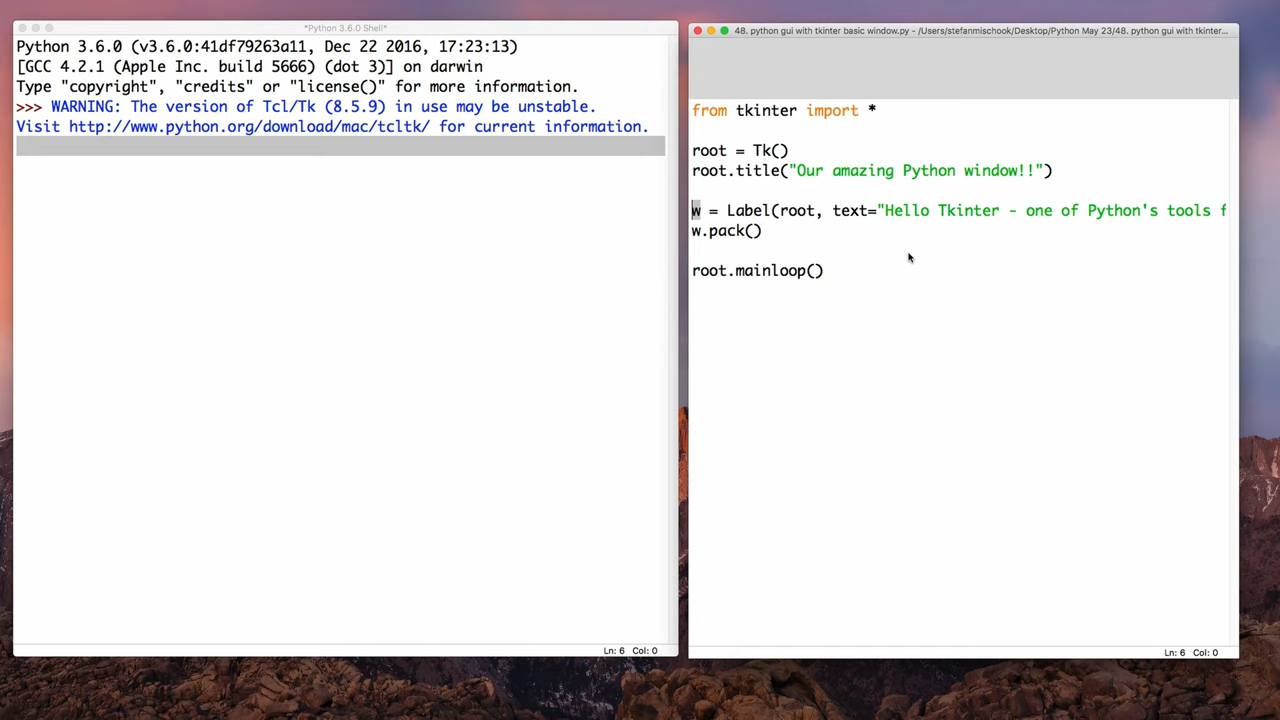 *Python 3.6.0 Shell*
Python 3.6.0 (v3.6.0:41df79263a11, Dec 22 2016, 17:23:13)
[GCC 4.2.1 (Apple Inc. build 5666) (dot 3)] on darwin
Type "copyright", "credits" or "license()" for more information.
>>> WARNING: The version of Tcl/Tk (8.5.9) in use may be unstable.
Visit http://www.python.org/download/mac/tcltk/ for current information.
Ln: 6 Col: 0
48. python gui with tkinter basic window.py - /Users/stefanmischook/Desktop/Python May 23/48. python gui with tkinter...
from tkinter import *
root = Tk()
root.title("Our amazing Python window!!")
w = Label(root, text="Hello Tkinter - one of Python's tools f
w.pack()
root.mainloop()
Ln: 6 Col: 0